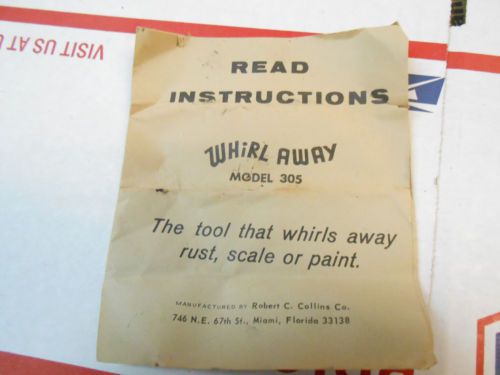 VISIT US AT U
READ
INSTRUCTIONS
WHiRL AWAY
MODEL 305
The tool that whirls away
rust, scale or paint.
MANUFACTURED BY Robert C. Collins Co.
746 N.E. 67th St., Miami, Florida 33138